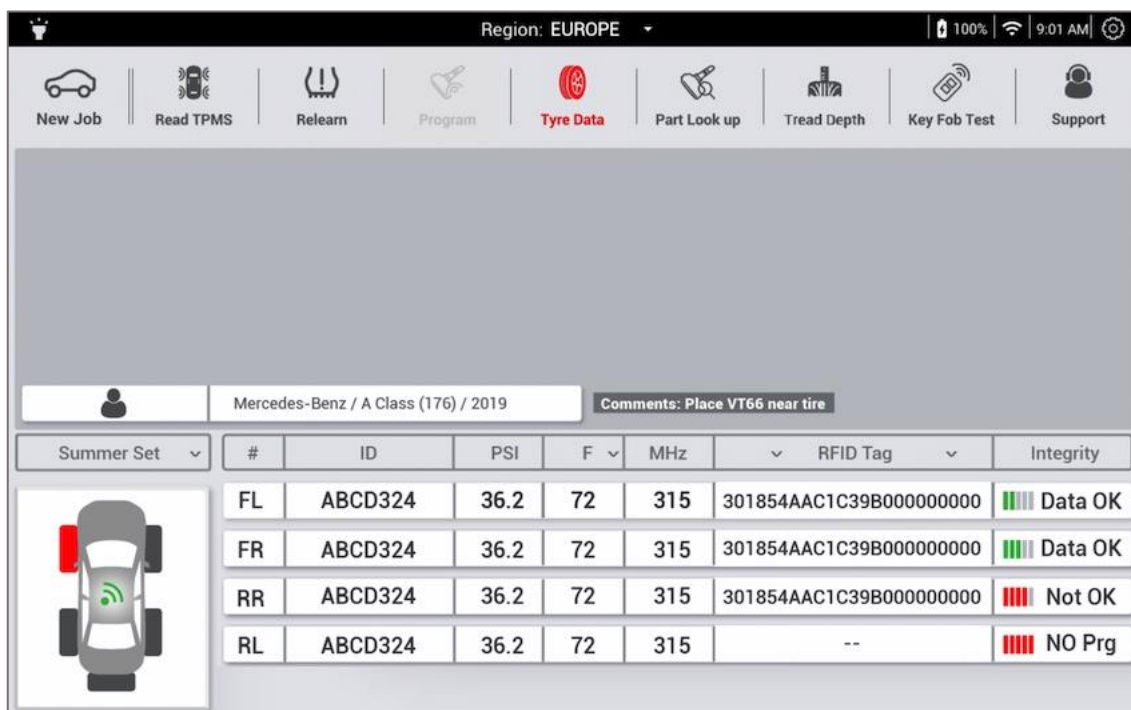 Region: EUROPE 100% 9:01 AM
New Job Read TPMS Relearn Program Tyre Data Part Look up Tread Depth Key Fob Test Support
Mercedes-Benz / A Class (176) / 2019 Comments: Place VT66 near tire
Summer Set # ID PSI F MHz RFID Tag Integrity
FL ABCD324 36.2 72 315 301854AAC1C39B000000000 Data OK
FR ABCD324 36.2 72 315 301854AAC1C39B000000000 Data OK
RR ABCD324 36.2 72 315 301854AAC1C39B000000000 Not OK
RL ABCD324 36.2 72 315 -- NO Prg